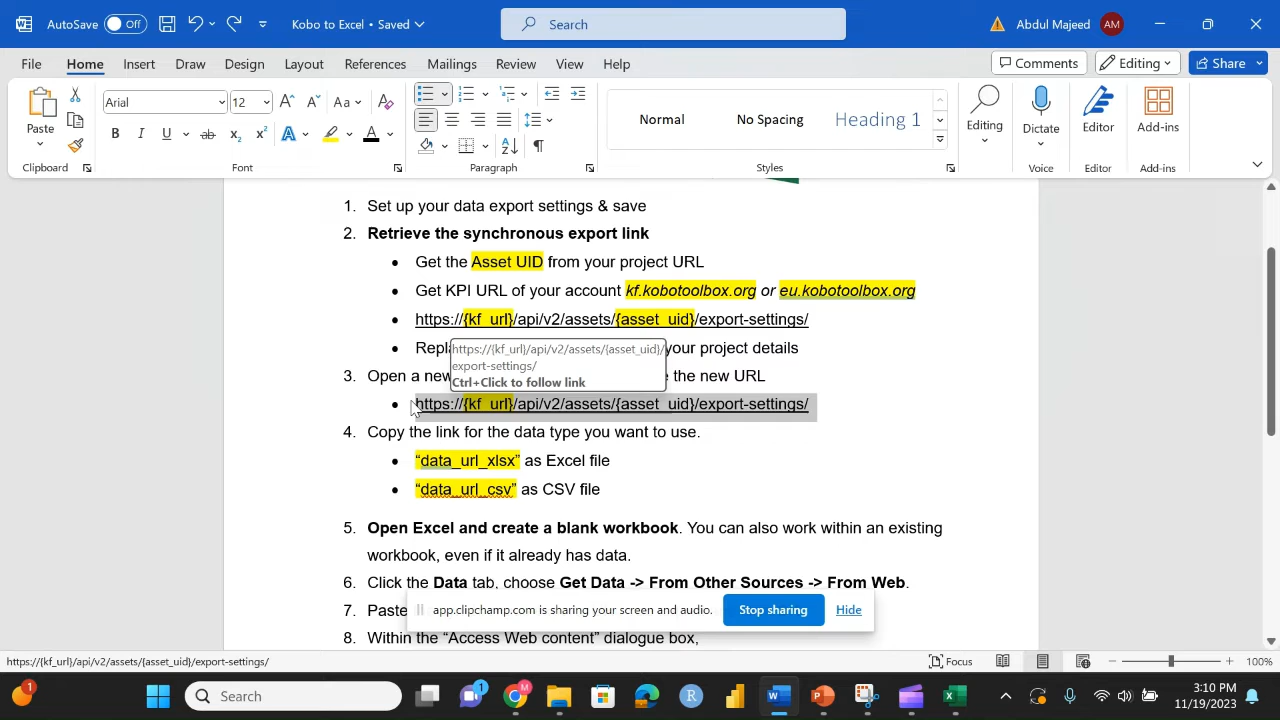 AutoSave Off Kobo to Excel • Saved Search Abdul Majeed AM
File Home Insert Draw Design Layout References Mailings Review View Help Comments Editing Share
Paste Arial 12 Aa Normal No Spacing Heading 1 Editing Dictate Editor Add-ins
B I U ab x₂ x² A A
Clipboard Font Paragraph Styles Voice Editor Add-ins
1. Set up your data export settings & save
2. Retrieve the synchronous export link
• Get the Asset UID from your project URL
• Get KPI URL of your account kf.kobotoolbox.org or eu.kobotoolbox.org
• https://{kf_url}/api/v2/assets/{asset_uid}/export-settings/
• Repl your project details
https://{kf_url}/api/v2/assets/{asset_uid}/
export-settings/
Ctrl+Click to follow link
3. Open a new the new URL
• https://{kf_url}/api/v2/assets/{asset_uid}/export-settings/
4. Copy the link for the data type you want to use.
• “data_url_xlsx” as Excel file
• “data_url_csv” as CSV file
5. Open Excel and create a blank workbook. You can also work within an existing
workbook, even if it already has data.
6. Click the Data tab, choose Get Data -> From Other Sources -> From Web.
7. Paste
app.clipchamp.com is sharing your screen and audio. Stop sharing Hide
8. Within the “Access Web content” dialogue box,
https://{kf_url}/api/v2/assets/{asset_uid}/export-settings/ Focus 100%
1 Search 1 M R W P X 3:10 PM
11/19/2023